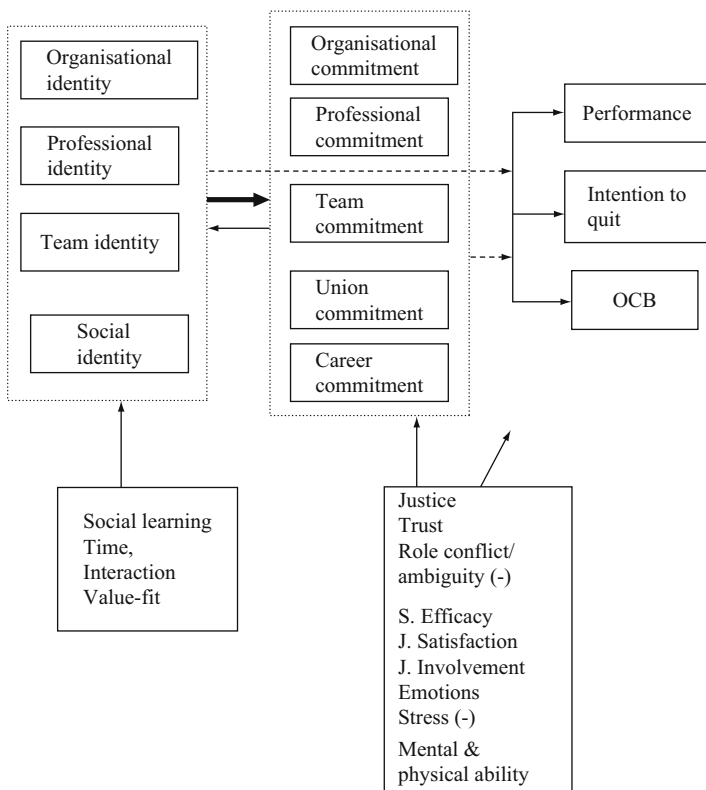 Organisational
identity
Professional
identity
Team identity
Social
identity
Organisational
commitment
Professional
commitment
Team
commitment
Union
commitment
Career
commitment
Performance
Intention to
quit
OCB
Social learning
Time,
Interaction
Value-fit
Justice
Trust
Role conflict/
ambiguity (-)
S. Efficacy
J. Satisfaction
J. Involvement
Emotions
Stress (-)
Mental &
physical ability